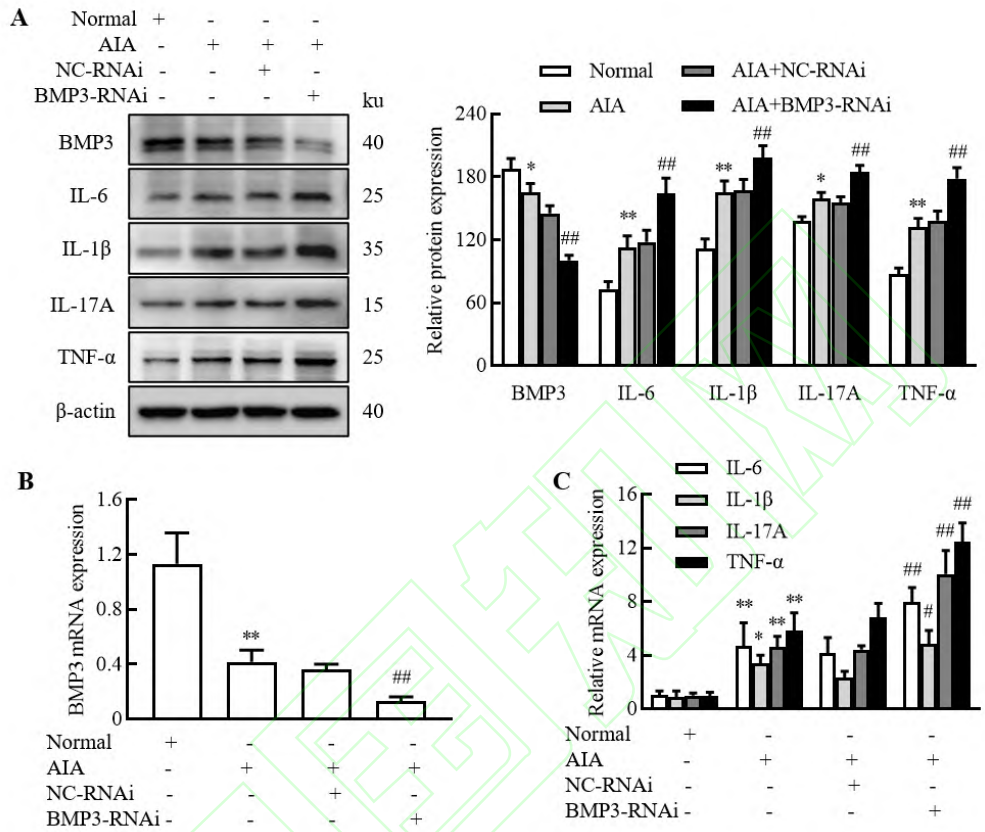 A
Normal + - - -
AIA - + + +
NC-RNAi - - + -
BMP3-RNAi - - - +
ku
BMP3 40
IL-6 25
IL-1β 35
IL-17A 15
TNF-α 25
β-actin 40
Normal AIA+NC-RNAi
AIA AIA+BMP3-RNAi
Relative protein expression
240
180
120
60
0
* ## ** ## ** ## * ## ** ##
BMP3 IL-6 IL-1β IL-17A TNF-α
B
BMP3 mRNA expression
1.6
1.2
0.8
0.4
0
** ##
Normal + - - -
AIA - + + +
NC-RNAi - - + -
BMP3-RNAi - - - +
C
IL-6
IL-1β
IL-17A
TNF-α
Relative mRNA expression
16
12
8
4
0
** * ** ** ## # ## ##
Normal + - - -
AIA - + + +
NC-RNAi - - + -
BMP3-RNAi - - - +